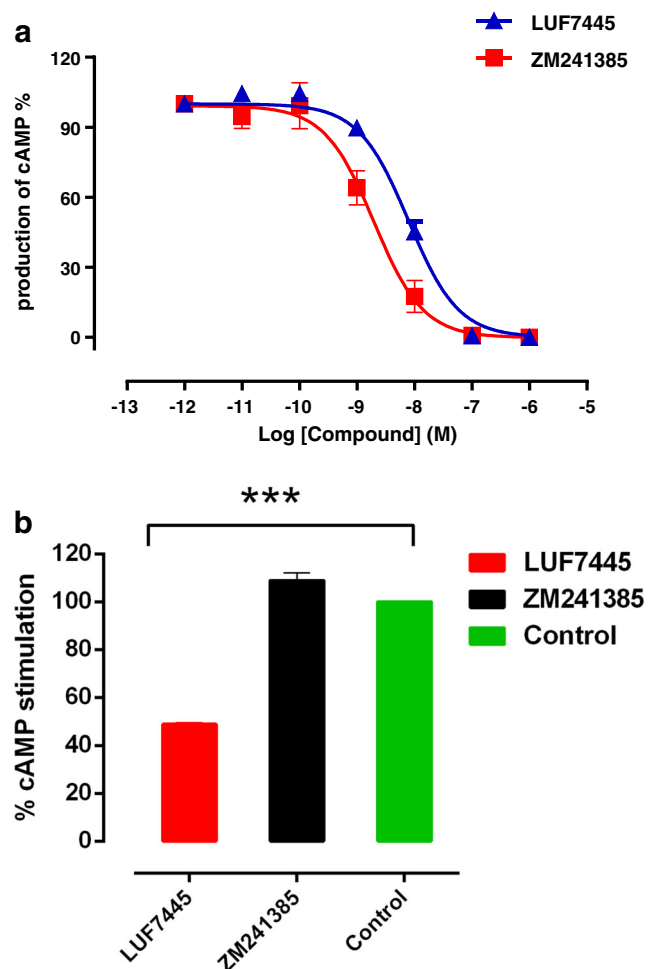 a
LUF7445
ZM241385
production of cAMP %
120
90
60
30
0
-13 -12 -11 -10 -9 -8 -7 -6 -5
Log [Compound] (M)
b
***
% cAMP stimulation
120
100
80
60
40
20
0
LUF7445
ZM241385
Control
LUF7445
ZM241385
Control